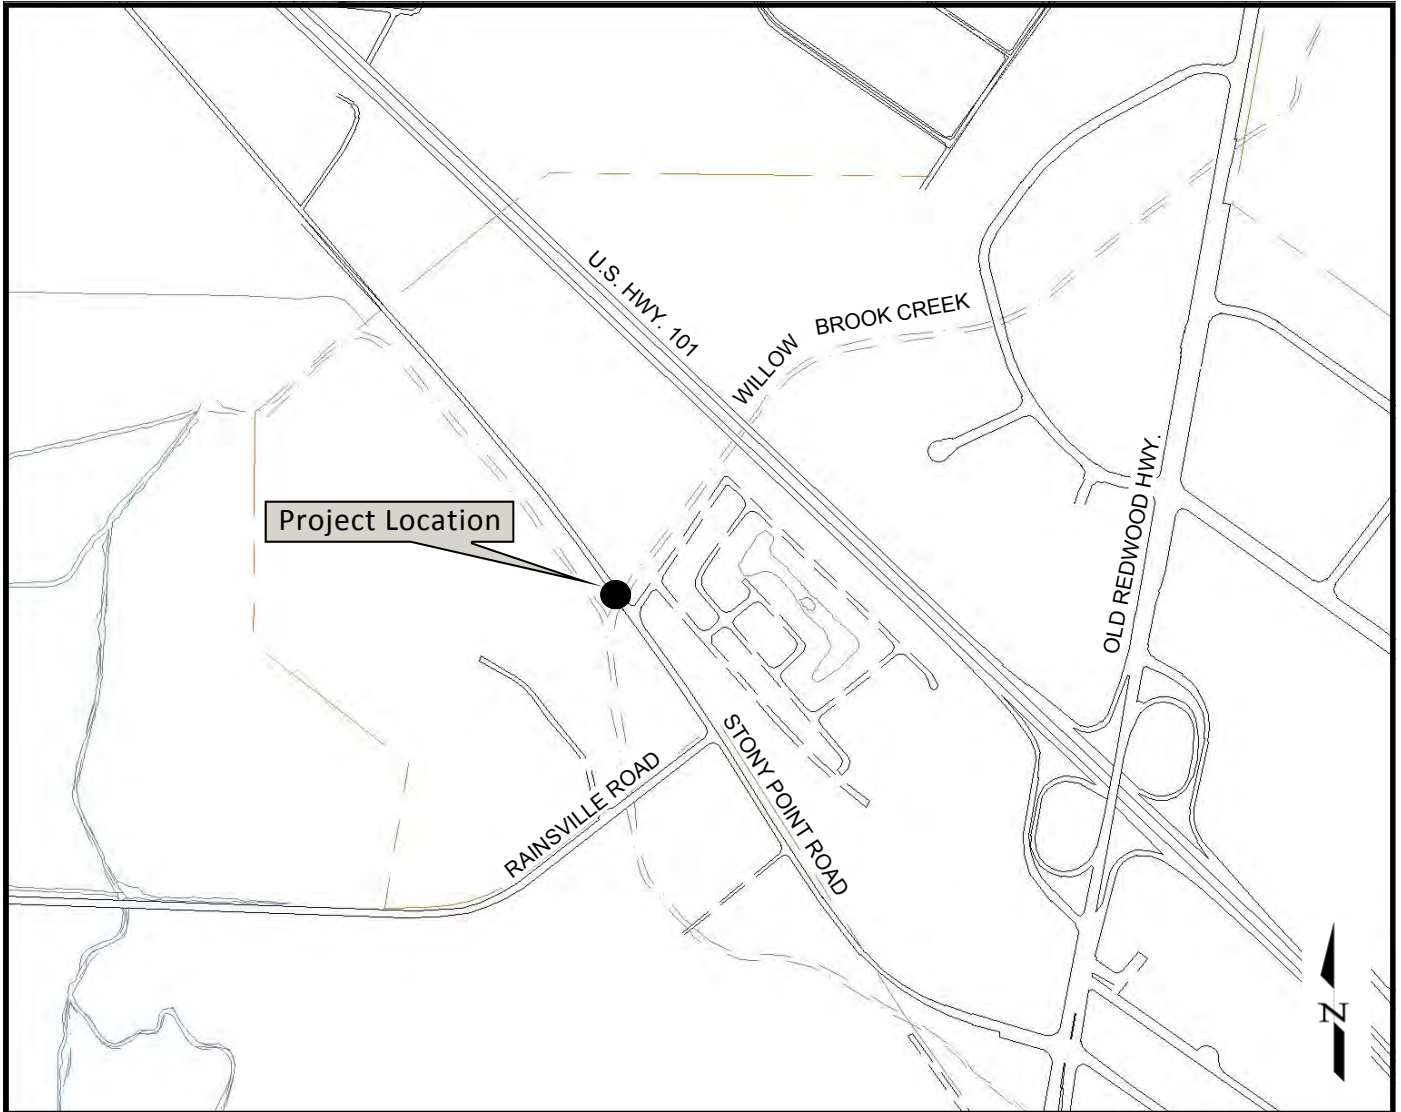 U.S. HWY. 101
WILLOW BROOK CREEK
Project Location
OLD REDWOOD HWY.
STONY POINT ROAD
RAINSVILLE ROAD
N